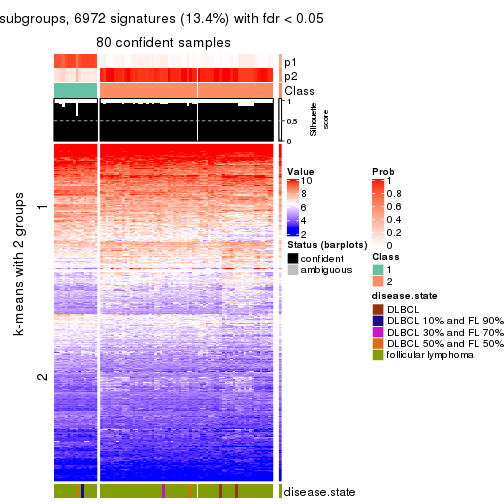 subgroups, 6972 signatures (13.4%) with fdr < 0.05
80 confident samples
p1
p2
Class
1
0.5
0
Silhouette
score
k-means with 2 groups
1
2
Value
10
8
6
4
2
Status (barplots)
confident
ambiguous
Prob
1
0.8
0.6
0.4
0.2
0
Class
1
2
disease.state
DLBCL
DLBCL 10% and FL 90%
DLBCL 30% and FL 70%
DLBCL 50% and FL 50%
follicular lymphoma
disease.state